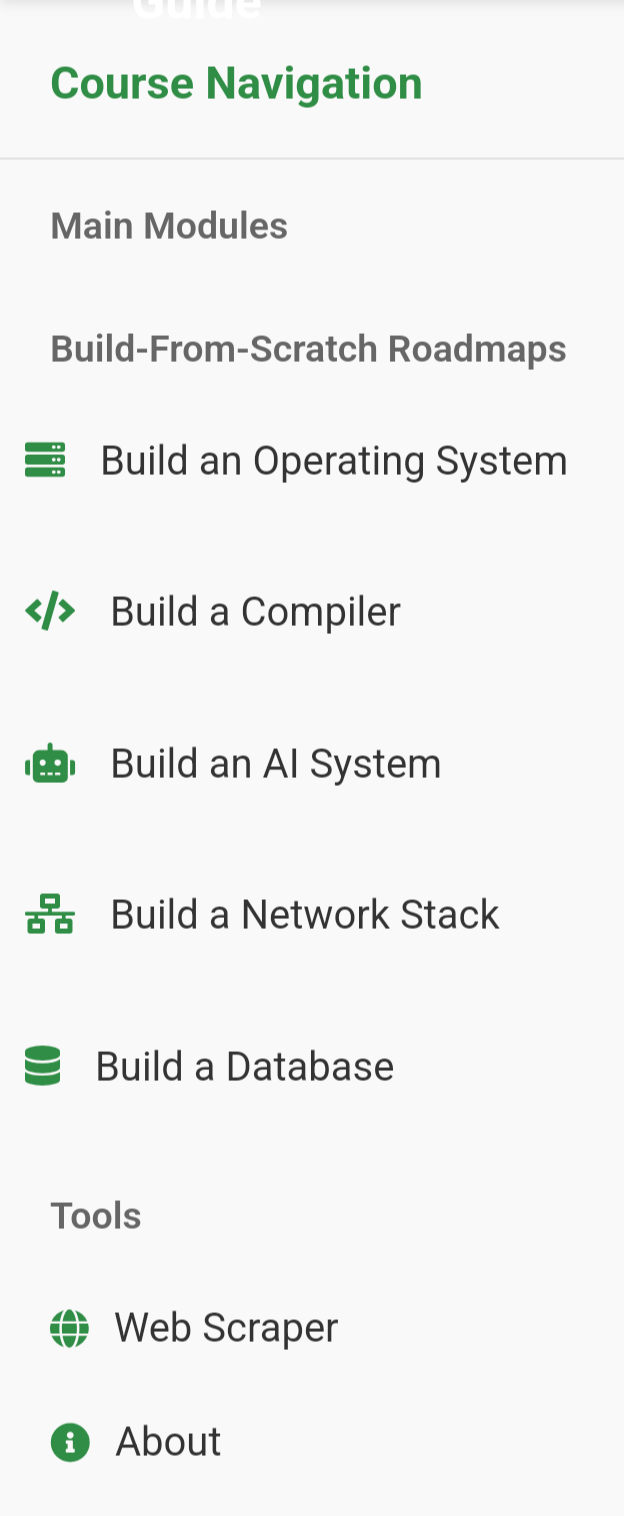 Guide
Course Navigation
Main Modules
Build-From-Scratch Roadmaps
Build an Operating System
Build a Compiler
Build an AI System
Build a Network Stack
Build a Database
Tools
Web Scraper
About